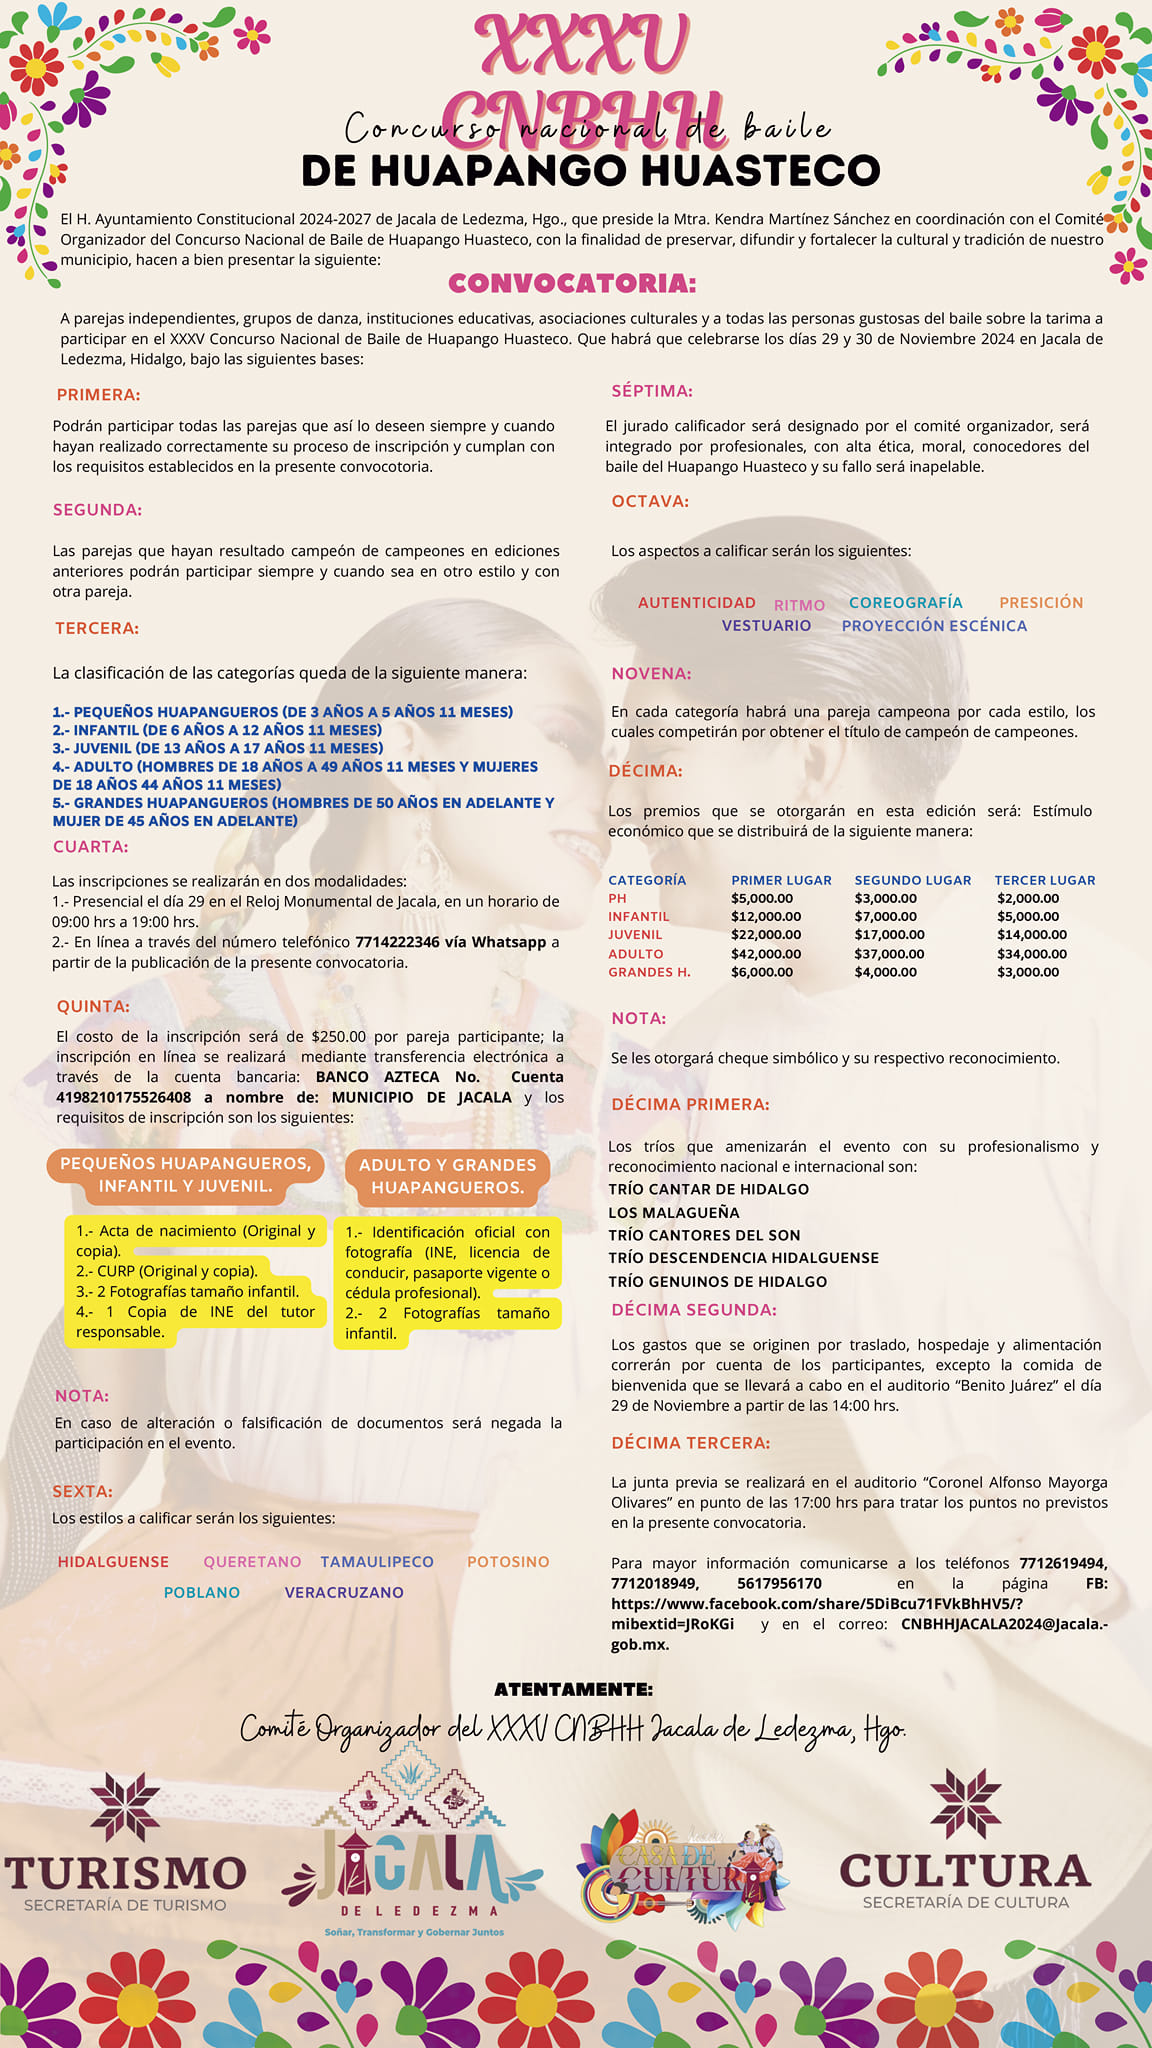 XXXV
CNBHH
Concurso nacional de baile
DE HUAPANGO HUASTECO
El H. Ayuntamiento Constitucional 2024-2027 de Jacala de Ledezma, Hgo., que preside la Mtra. Kendra Martínez Sánchez en coordinación con el Comité
Organizador del Concurso Nacional de Baile de Huapango Huasteco, con la finalidad de preservar, difundir y fortalecer la cultural y tradición de nuestro
municipio, hacen a bien presentar la siguiente:
CONVOCATORIA:
A parejas independientes, grupos de danza, instituciones educativas, asociaciones culturales y a todas las personas gustosas del baile sobre la tarima a
participar en el XXXV Concurso Nacional de Baile de Huapango Huasteco. Que habrá que celebrarse los días 29 y 30 de Noviembre 2024 en Jacala de
Ledezma, Hidalgo, bajo las siguientes bases:
PRIMERA:
Podrán participar todas las parejas que así lo deseen siempre y cuando
hayan realizado correctamente su proceso de inscripción y cumplan con
los requisitos establecidos en la presente convocotoria.
SEGUNDA:
Las parejas que hayan resultado campeón de campeones en ediciones
anteriores podrán participar siempre y cuando sea en otro estilo y con
otra pareja.
TERCERA:
La clasificación de las categorías queda de la siguiente manera:
1.- PEQUEÑOS HUAPANGUEROS (DE 3 AÑOS A 5 AÑOS 11 MESES)
2.- INFANTIL (DE 6 AÑOS A 12 AÑOS 11 MESES)
3.- JUVENIL (DE 13 AÑOS A 17 AÑOS 11 MESES)
4.- ADULTO (HOMBRES DE 18 AÑOS A 49 AÑOS 11 MESES Y MUJERES
DE 18 AÑOS 44 AÑOS 11 MESES)
5.- GRANDES HUAPANGUEROS (HOMBRES DE 50 AÑOS EN ADELANTE Y
MUJER DE 45 AÑOS EN ADELANTE)
CUARTA:
Las inscripciones se realizarán en dos modalidades:
1.- Presencial el día 29 en el Reloj Monumental de Jacala, en un horario de
09:00 hrs a 19:00 hrs.
2.- En línea a través del número telefónico 7714222346 vía Whatsapp a
partir de la publicación de la presente convocatoria.
QUINTA:
El costo de la inscripción será de $250.00 por pareja participante; la
inscripción en línea se realizará mediante transferencia electrónica a
través de la cuenta bancaria: BANCO AZTECA No. Cuenta
4198210175526408 a nombre de: MUNICIPIO DE JACALA y los
requisitos de inscripción son los siguientes:
PEQUEÑOS HUAPANGUEROS,
INFANTIL Y JUVENIL.
1.- Acta de nacimiento (Original y
copia).
2.- CURP (Original y copia).
3.- 2 Fotografías tamaño infantil.
4.- 1 Copia de INE del tutor
responsable.
ADULTO Y GRANDES
HUAPANGUEROS.
1.- Identificación oficial con
fotografía (INE, licencia de
conducir, pasaporte vigente o
cédula profesional).
2.- 2 Fotografías tamaño
infantil.
NOTA:
En caso de alteración o falsificación de documentos será negada la
participación en el evento.
SEXTA:
Los estilos a calificar serán los siguientes:
HIDALGUENSE QUERETANO TAMAULIPECO POTOSINO
POBLANO VERACRUZANO
SÉPTIMA:
El jurado calificador será designado por el comité organizador, será
integrado por profesionales, con alta ética, moral, conocedores del
baile del Huapango Huasteco y su fallo será inapelable.
OCTAVA:
Los aspectos a calificar serán los siguientes:
AUTENTICIDAD RITMO COREOGRAFÍA PRESICIÓN
VESTUARIO PROYECCIÓN ESCÉNICA
NOVENA:
En cada categoría habrá una pareja campeona por cada estilo, los
cuales competirán por obtener el título de campeón de campeones.
DÉCIMA:
Los premios que se otorgarán en esta edición será: Estímulo
económico que se distribuirá de la siguiente manera:
CATEGORÍA PRIMER LUGAR SEGUNDO LUGAR TERCER LUGAR
PH $5,000.00 $3,000.00 $2,000.00
INFANTIL $12,000.00 $7,000.00 $5,000.00
JUVENIL $22,000.00 $17,000.00 $14,000.00
ADULTO $42,000.00 $37,000.00 $34,000.00
GRANDES H. $6,000.00 $4,000.00 $3,000.00
NOTA:
Se les otorgará cheque simbólico y su respectivo reconocimiento.
DÉCIMA PRIMERA:
Los tríos que amenizarán el evento con su profesionalismo y
reconocimiento nacional e internacional son:
TRÍO CANTAR DE HIDALGO
LOS MALAGUEÑA
TRÍO CANTORES DEL SON
TRÍO DESCENDENCIA HIDALGUENSE
TRÍO GENUINOS DE HIDALGO
DÉCIMA SEGUNDA:
Los gastos que se originen por traslado, hospedaje y alimentación
correrán por cuenta de los participantes, excepto la comida de
bienvenida que se llevará a cabo en el auditorio “Benito Juárez” el día
29 de Noviembre a partir de las 14:00 hrs.
DÉCIMA TERCERA:
La junta previa se realizará en el auditorio “Coronel Alfonso Mayorga
Olivares” en punto de las 17:00 hrs para tratar los puntos no previstos
en la presente convocatoria.
Para mayor información comunicarse a los teléfonos 7712619494,
7712018949, 5617956170 en la página FB:
https://www.facebook.com/share/5DiBcu71FVkBhHV5/?
mibextid=JRoKGi y en el correo: CNBHHJACALA2024@Jacala.-
gob.mx.
ATENTAMENTE:
Comité Organizador del XXXV CNBHH Jacala de Ledezma, Hgo.
TURISMO
SECRETARÍA DE TURISMO
JACALA
DE LEDEZMA
Soñar, Transformar y Gobernar Juntos
CASA DE
CULTURA
CULTURA
SECRETARÍA DE CULTURA